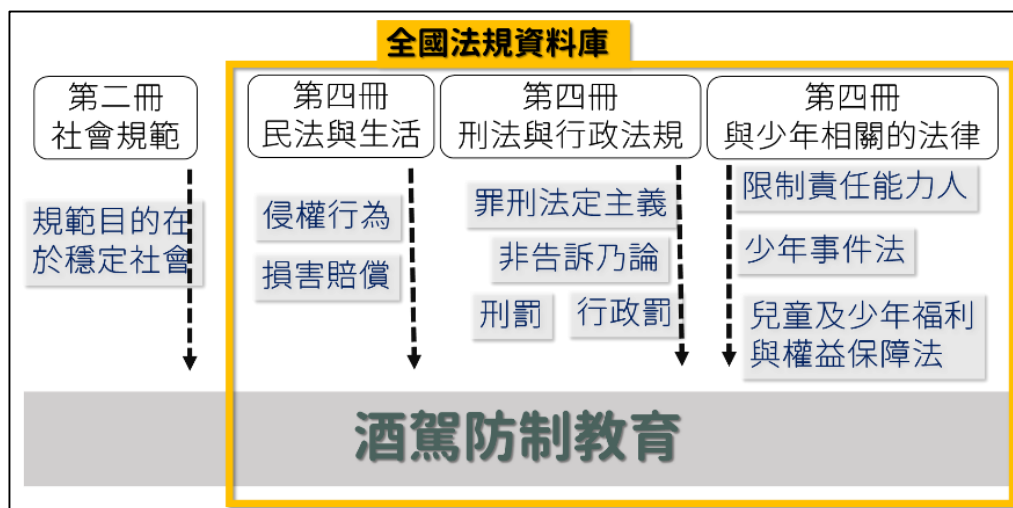 全國法規資料庫
第二冊
社會規範
規範目的在
於穩定社會
第四冊
民法與生活
侵權行為
損害賠償
第四冊
刑法與行政法規
罪刑法定主義
非告訴乃論
刑罰
行政罰
第四冊
與少年相關的法律
限制責任能力人
少年事件法
兒童及少年福利
與權益保障法
酒駕防制教育